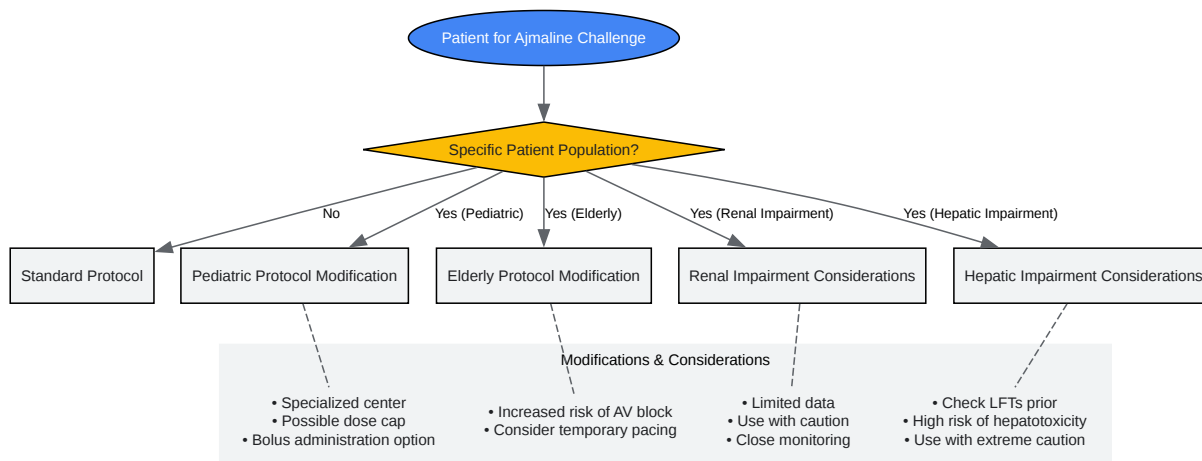 Patient for Ajmaline Challenge
Specific Patient Population?
No
Yes (Pediatric)
Yes (Elderly)
Yes (Renal Impairment)
Yes (Hepatic Impairment)
Standard Protocol
Pediatric Protocol Modification
Elderly Protocol Modification
Renal Impairment Considerations
Hepatic Impairment Considerations
Modifications & Considerations
• Specialized center
• Possible dose cap
• Bolus administration option
• Increased risk of AV block
• Consider temporary pacing
• Limited data
• Use with caution
• Close monitoring
• Check LFTs prior
• High risk of hepatotoxicity
• Use with extreme caution